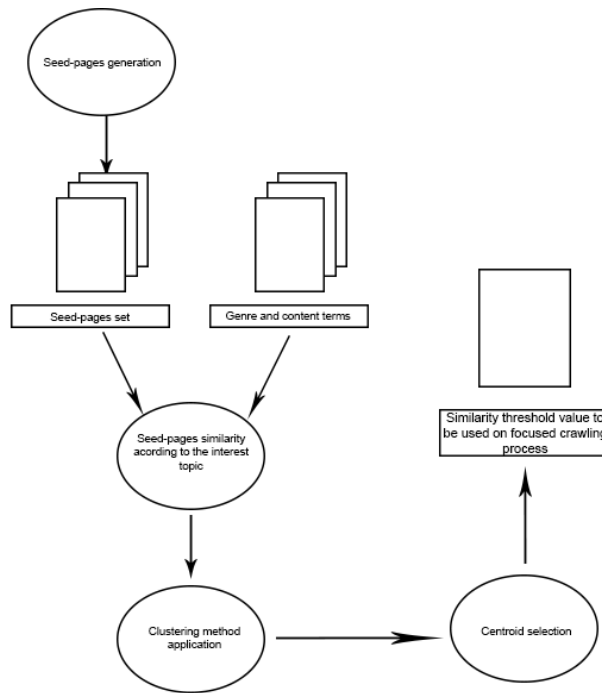 Seed-pages generation
Seed-pages set
Genre and content terms
Seed-pages similarity
acording to the interest
topic
Similarity threshold value to
be used on focused crawling
process
Clustering method
application
Centroid selection